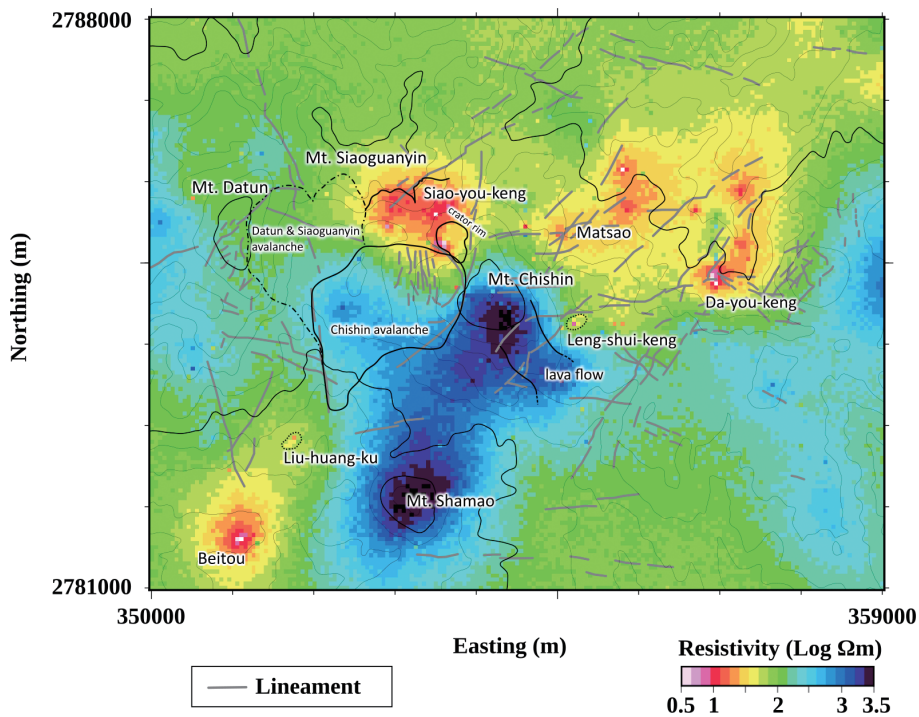 2788000
Mt. Siaoguanyin
Mt. Datun
Siao-you-keng
crator rim
Datun & Siaoguanyin
avalanche
Matsao
Mt. Chishin
Da-you-keng
Chishin avalanche
Leng-shui-keng
lava flow
Liu-huang-ku
Mt. Shamao
Beitou
Northing (m)
2781000
350000
359000
Easting (m)
Resistivity (Log Ωm)
Lineament
0.5 1 2 3 3.5